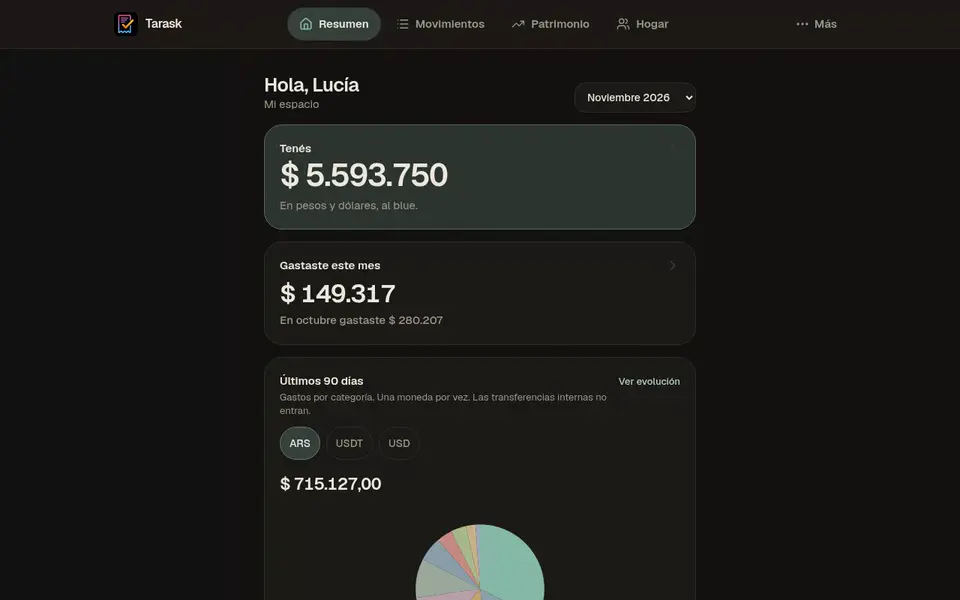 Tarask
Resumen
Movimientos
Patrimonio
Hogar
Más
Hola, Lucía
Mi espacio
Noviembre 2026
Tenés
$ 5.593.750
En pesos y dólares, al blue.
Gastaste este mes
$ 149.317
En octubre gastaste $ 280.207
Últimos 90 días
Ver evolución
Gastos por categoría. Una moneda por vez. Las transferencias internas no
entran.
ARS
USDT
USD
$ 715.127,00